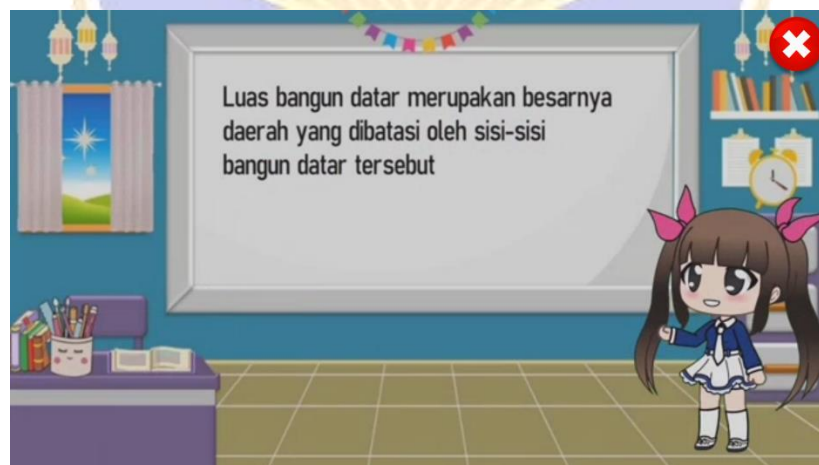 Luas bangun datar merupakan besarnya
daerah yang dibatasi oleh sisi-sisi
bangun datar tersebut